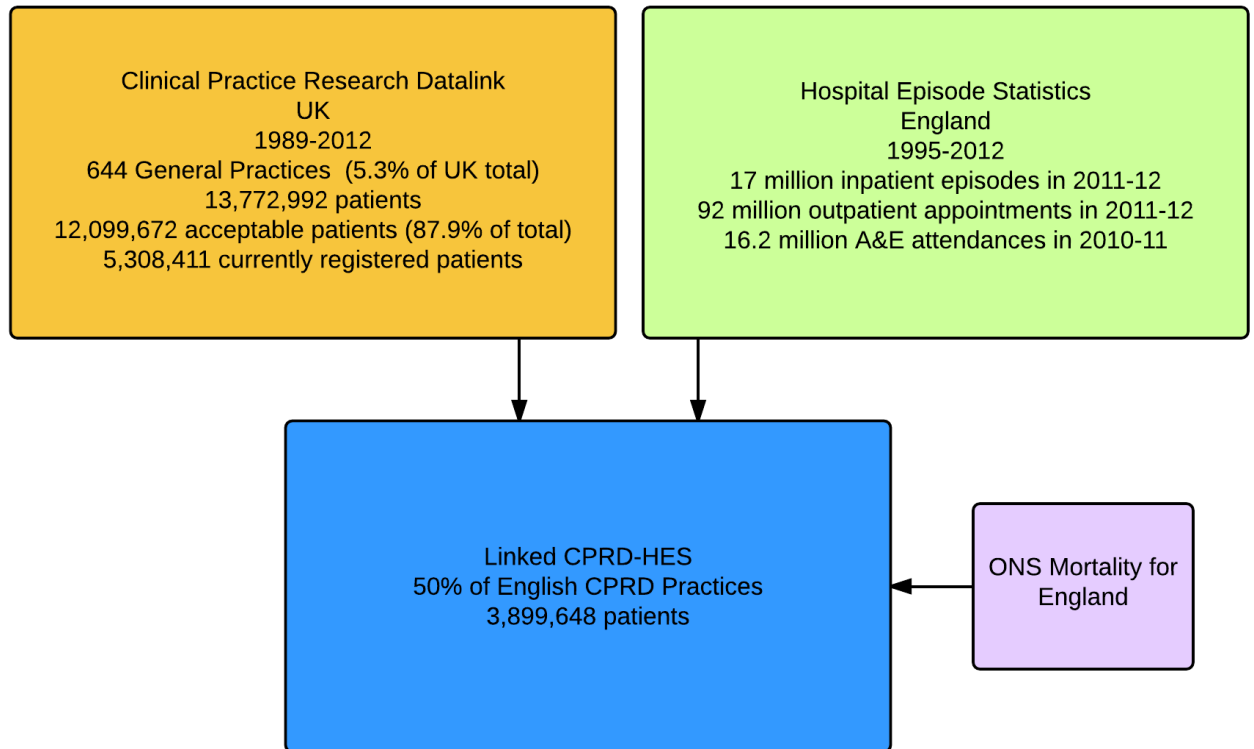 Clinical Practice Research Datalink
UK
1989-2012
644 General Practices  (5.3% of UK total)
13,772,992 patients
12,099,672 acceptable patients (87.9% of total)
5,308,411 currently registered patients
Hospital Episode Statistics
England
1995-2012
17 million inpatient episodes in 2011-12
92 million outpatient appointments in 2011-12
16.2 million A&E attendances in 2010-11
Linked CPRD-HES
50% of English CPRD Practices
3,899,648 patients
ONS Mortality for
England